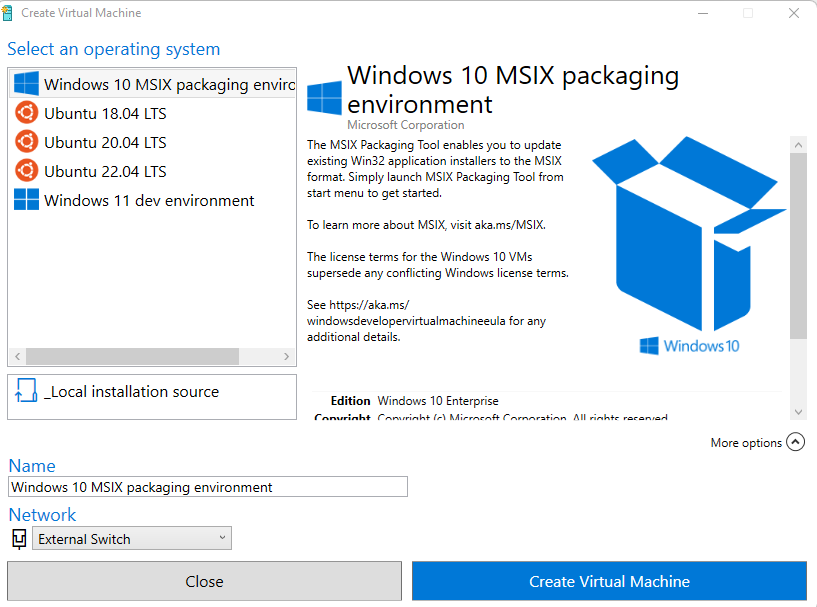 Create Virtual Machine
Select an operating system
Windows 10 MSIX packaging enviro
Ubuntu 18.04 LTS
Ubuntu 20.04 LTS
Ubuntu 22.04 LTS
Windows 11 dev environment
_Local installation source
Windows 10 MSIX packaging
environment
Microsoft Corporation
The MSIX Packaging Tool enables you to update
existing Win32 application installers to the MSIX
format. Simply launch MSIX Packaging Tool from
start menu to get started.
To learn more about MSIX, visit aka.ms/MSIX.
The license terms for the Windows 10 VMs
supersede any conflicting Windows license terms.
See https://aka.ms/
windowsdevelopervirtualmachineeula for any
additional details.
Windows10
Edition Windows 10 Enterprise
Copyright Copyright (c) Microsoft Corporation. All rights reserved.
More options
Name
Windows 10 MSIX packaging environment
Network
External Switch
Close
Create Virtual Machine